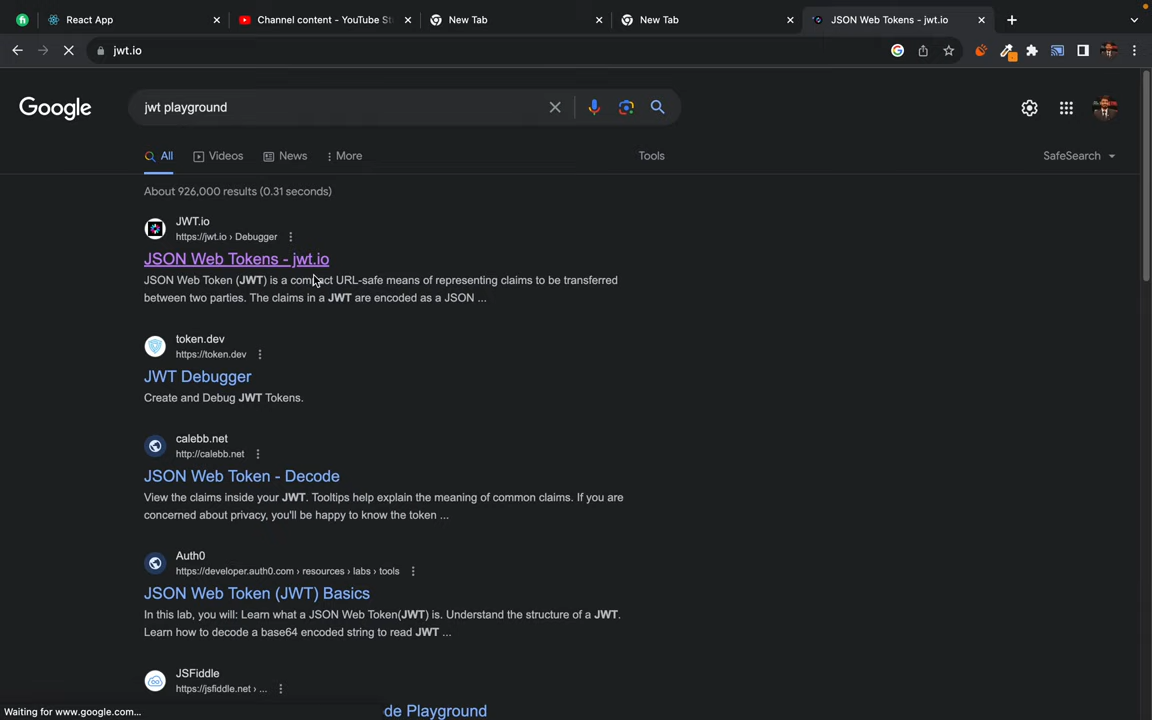 React App
Channel content - YouTube St
New Tab
New Tab
JSON Web Tokens - jwt.io
jwt.io
Google
jwt playground
All
Videos
News
More
Tools
SafeSearch
About 926,000 results (0.31 seconds)
JWT.io
https://jwt.io › Debugger
JSON Web Tokens - jwt.io
JSON Web Token (JWT) is a compact URL-safe means of representing claims to be transferred
between two parties. The claims in a JWT are encoded as a JSON ...
token.dev
https://token.dev
JWT Debugger
Create and Debug JWT Tokens.
calebb.net
http://calebb.net
JSON Web Token - Decode
View the claims inside your JWT. Tooltips help explain the meaning of common claims. If you are
concerned about privacy, you'll be happy to know the token ...
Auth0
https://developer.auth0.com › resources › labs › tools
JSON Web Token (JWT) Basics
In this lab, you will: Learn what a JSON Web Token(JWT) is. Understand the structure of a JWT.
Learn how to decode a base64 encoded string to read JWT ...
JSFiddle
https://jsfiddle.net › ...
de Playground
Waiting for www.google.com...